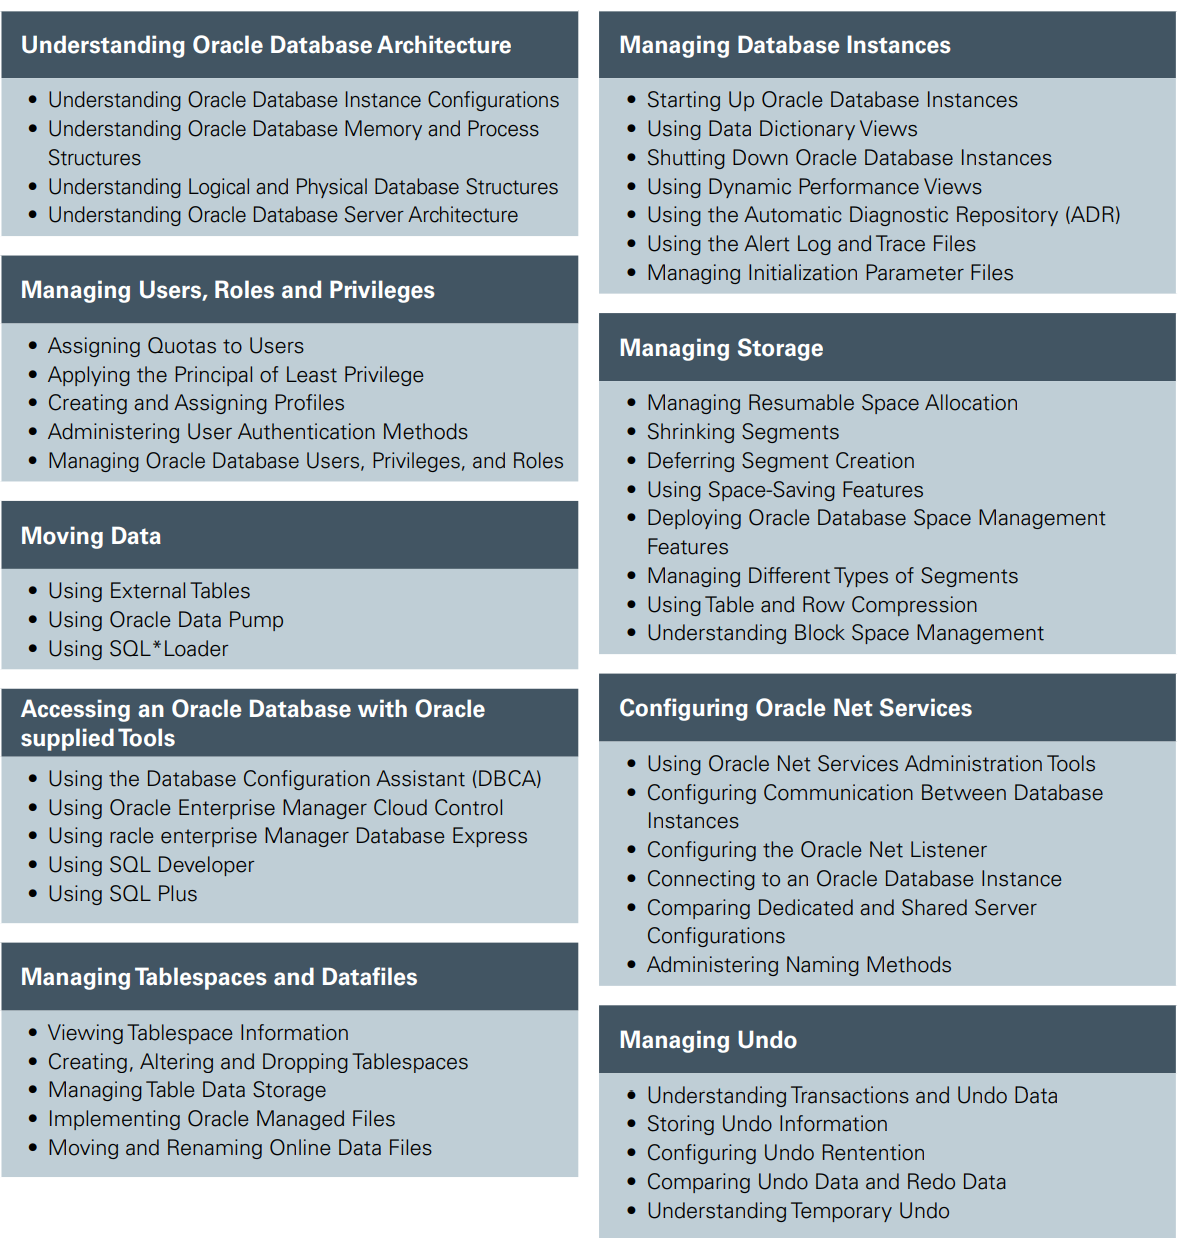 Understanding Oracle Database Architecture
• Understanding Oracle Database Instance Configurations
• Understanding Oracle Database Memory and Process
Structures
• Understanding Logical and Physical Database Structures
• Understanding Oracle Database Server Architecture
Managing Users, Roles and Privileges
• Assigning Quotas to Users
• Applying the Principal of Least Privilege
• Creating and Assigning Profiles
• Administering User Authentication Methods
• Managing Oracle Database Users, Privileges, and Roles
Moving Data
• Using External Tables
• Using Oracle Data Pump
• Using SQL*Loader
Accessing an Oracle Database with Oracle
supplied Tools
• Using the Database Configuration Assistant (DBCA)
• Using Oracle Enterprise Manager Cloud Control
• Using racle enterprise Manager Database Express
• Using SQL Developer
• Using SQL Plus
Managing Tablespaces and Datafiles
• Viewing Tablespace Information
• Creating, Altering and Dropping Tablespaces
• Managing Table Data Storage
• Implementing Oracle Managed Files
• Moving and Renaming Online Data Files
Managing Database Instances
• Starting Up Oracle Database Instances
• Using Data Dictionary Views
• Shutting Down Oracle Database Instances
• Using Dynamic Performance Views
• Using the Automatic Diagnostic Repository (ADR)
• Using the Alert Log and Trace Files
• Managing Initialization Parameter Files
Managing Storage
• Managing Resumable Space Allocation
• Shrinking Segments
• Deferring Segment Creation
• Using Space-Saving Features
• Deploying Oracle Database Space Management
Features
• Managing Different Types of Segments
• Using Table and Row Compression
• Understanding Block Space Management
Configuring Oracle Net Services
• Using Oracle Net Services Administration Tools
• Configuring Communication Between Database
Instances
• Configuring the Oracle Net Listener
• Connecting to an Oracle Database Instance
• Comparing Dedicated and Shared Server
Configurations
• Administering Naming Methods
Managing Undo
• Understanding Transactions and Undo Data
• Storing Undo Information
• Configuring Undo Rentention
• Comparing Undo Data and Redo Data
• Understanding Temporary Undo